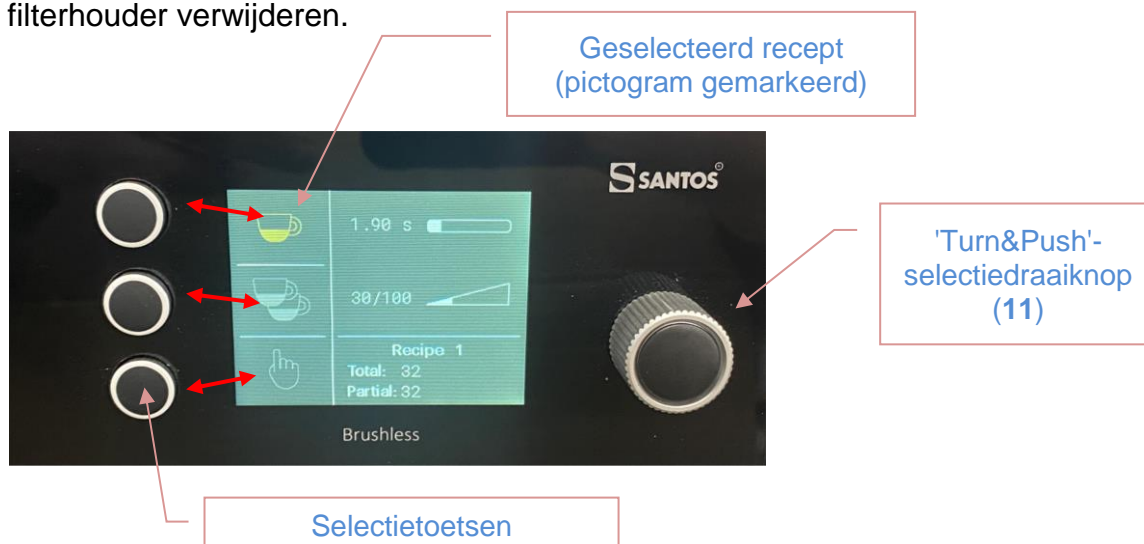 filterhouder verwijderen.
Geselecteerd recept
(pictogram gemarkeerd)
SANTOS®
1.90 s
'Turn&Push'-
selectiedraaiknop
(11)
30/100
Recipe 1
Total: 32
Partial: 32
Brushless
Selectietoetsen